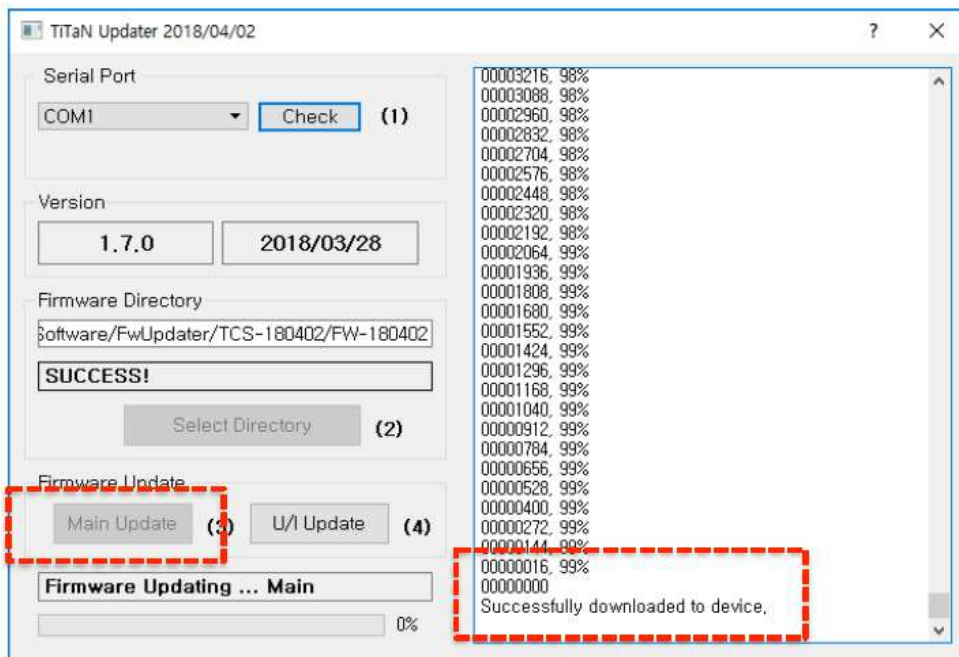 TiTaN Updater 2018/04/02
?
Serial Port
COM1
Check
(1)
Version
1.7.0
2018/03/28
Firmware Directory
Software/FwUpdater/TCS-180402/FW-180402
SUCCESS!
Select Directory
(2)
Firmware Update
Main Update
(3)
U/I Update
(4)
Firmware Updating ... Main
0%
00003216, 98%
00003088, 98%
00002960, 98%
00002832, 98%
00002704, 98%
00002576, 98%
00002448, 98%
00002320, 98%
00002192, 98%
00002064, 99%
00001936, 99%
00001808, 99%
00001680, 99%
00001552, 99%
00001424, 99%
00001296, 99%
00001168, 99%
00001040, 99%
00000912, 99%
00000784, 99%
00000656, 99%
00000528, 99%
00000400, 99%
00000272, 99%
00000144, 99%
00000016, 99%
00000000
Successfully downloaded to device,